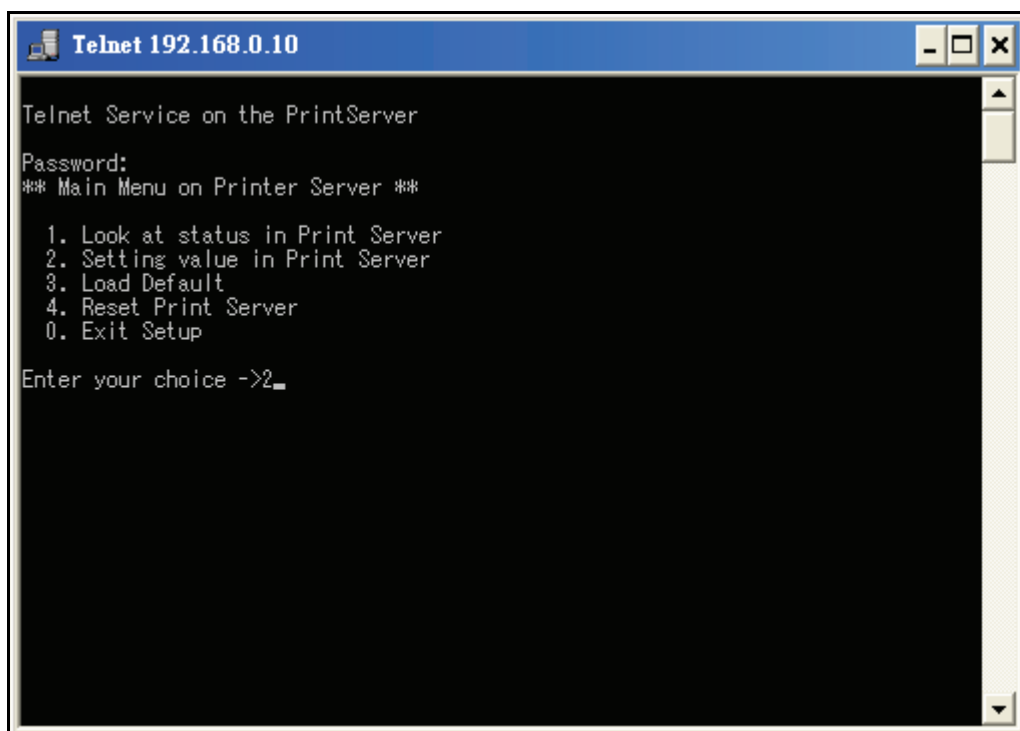 Telnet 192.168.0.10
Telnet Service on the PrintServer
Password:
** Main Menu on Printer Server **
1. Look at status in Print Server
2. Setting value in Print Server
3. Load Default
4. Reset Print Server
0. Exit Setup
Enter your choice ->2_